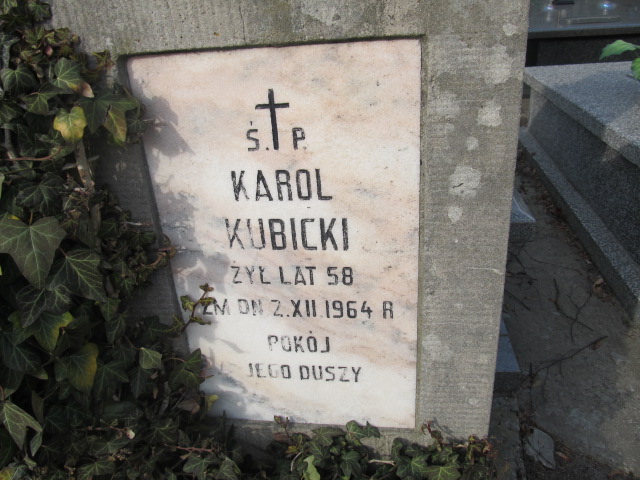 Ś. P.
KAROL
KUBICKI
ŻYŁ LAT 58
ZM DN 2.XII.1964 R
POKÓJ
JEGO DUSZY